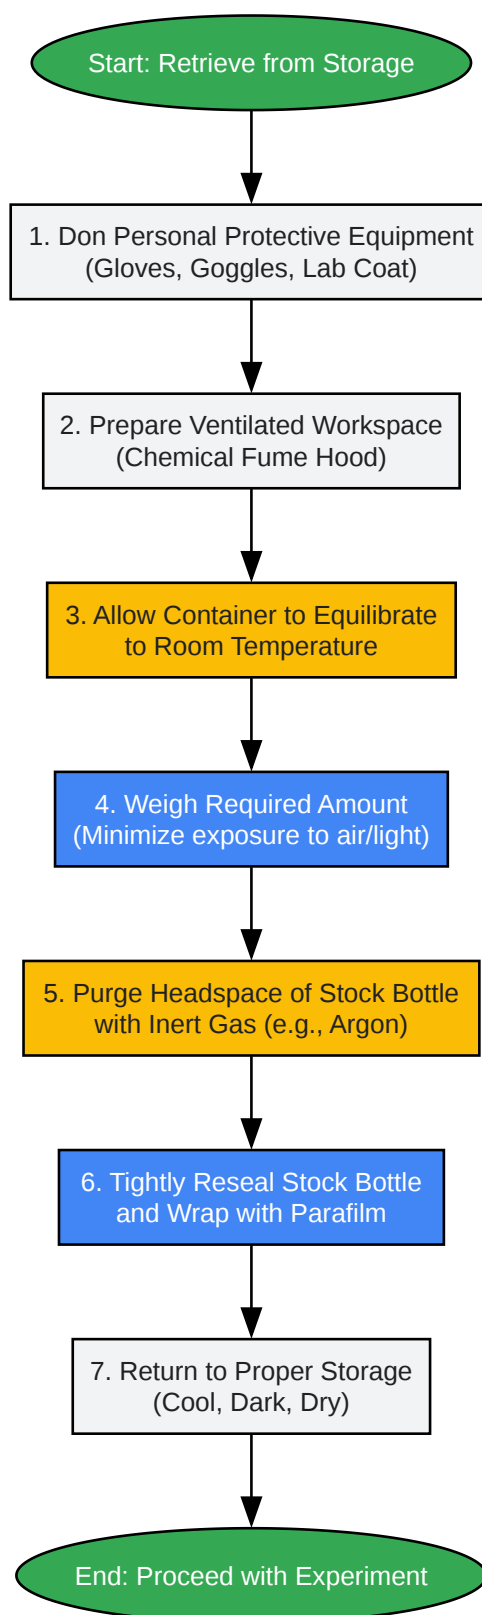 Start: Retrieve from Storage
1. Don Personal Protective Equipment
(Gloves, Goggles, Lab Coat)
2. Prepare Ventilated Workspace
(Chemical Fume Hood)
3. Allow Container to Equilibrate
to Room Temperature
4. Weigh Required Amount
(Minimize exposure to air/light)
5. Purge Headspace of Stock Bottle
with Inert Gas (e.g., Argon)
6. Tightly Reseal Stock Bottle
and Wrap with Parafilm
7. Return to Proper Storage
(Cool, Dark, Dry)
End: Proceed with Experiment